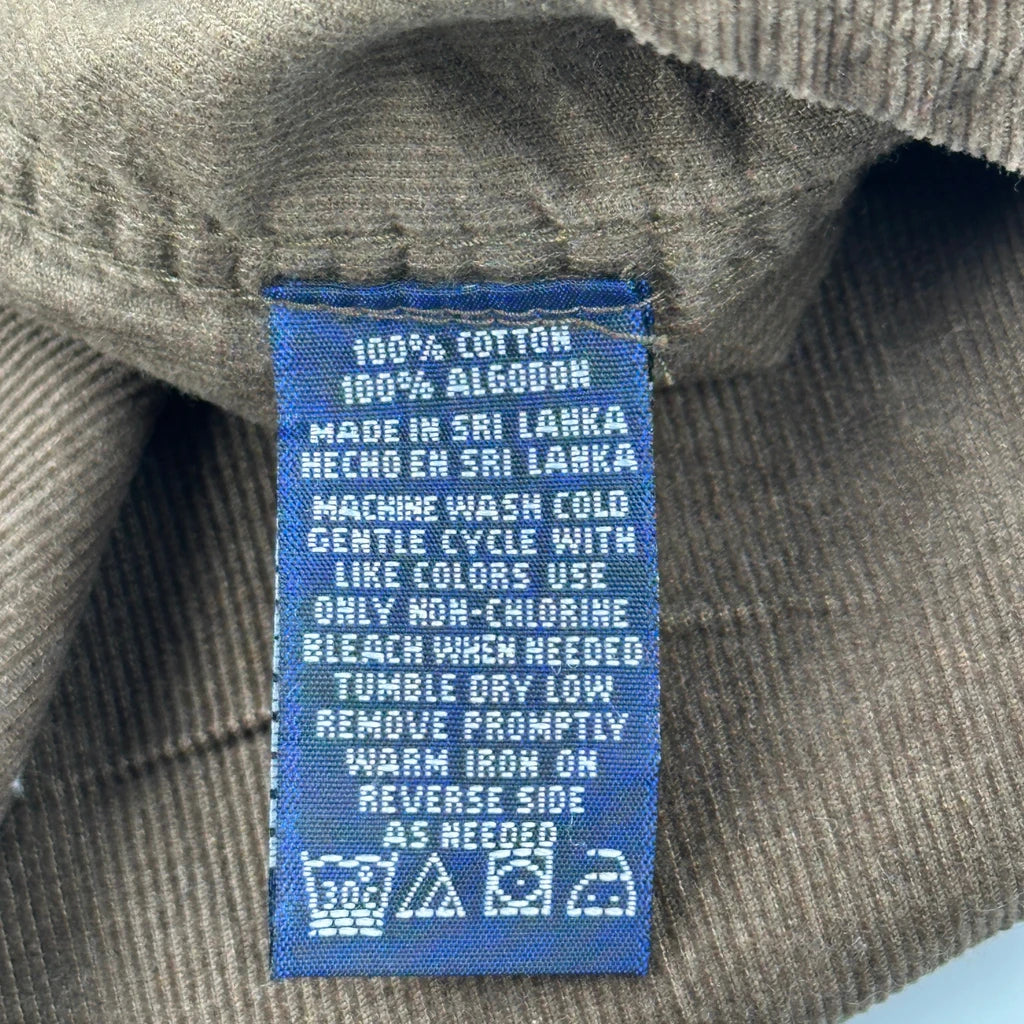 100% COTTON
100% ALGODON
MADE IN SRI LANKA
HECHO EN SRI LANKA
MACHINE WASH COLD
GENTLE CYCLE WITH
LIKE COLORS USE
ONLY NON-CHLORINE
BLEACH WHEN NEEDED
TUMBLE DRY LOW
REMOVE PROMPTLY
WARM IRON ON
REVERSE SIDE
AS NEEDED
30c